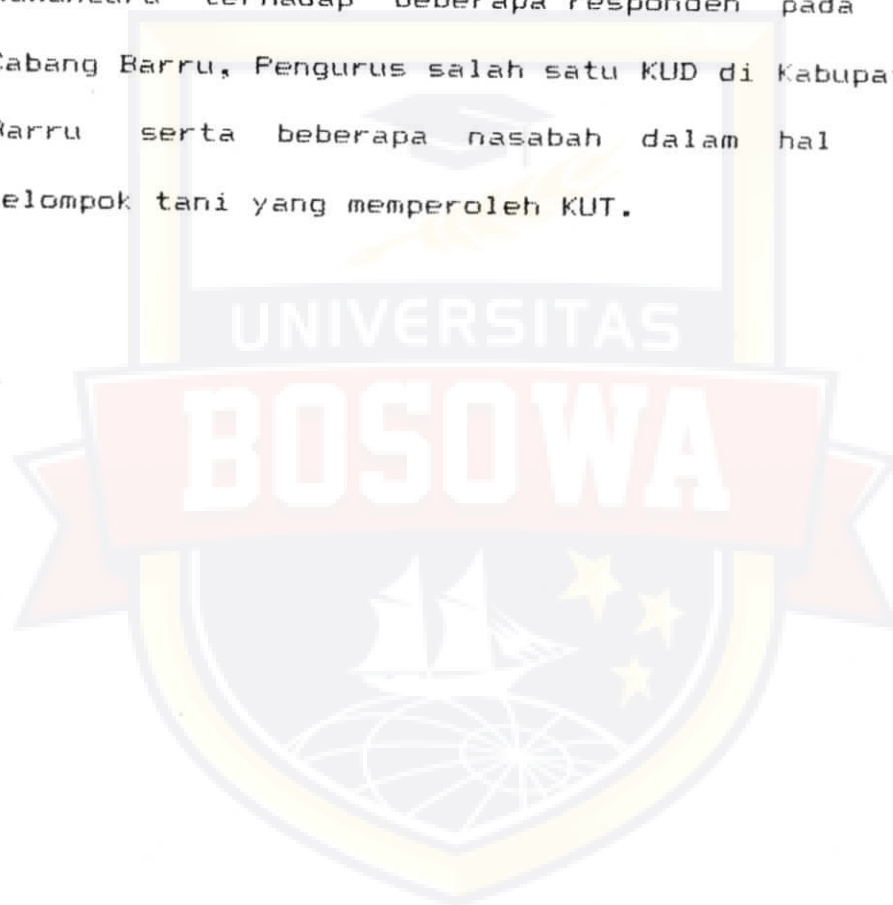 terhadap beberapa responden pada
Cabang Barru, Pengurus salah satu KUD di Kabupa
Barru serta beberapa nasabah dalam hal
elompok tani yang memperoleh KUT.
UNIVERSITAS
BOSOWA